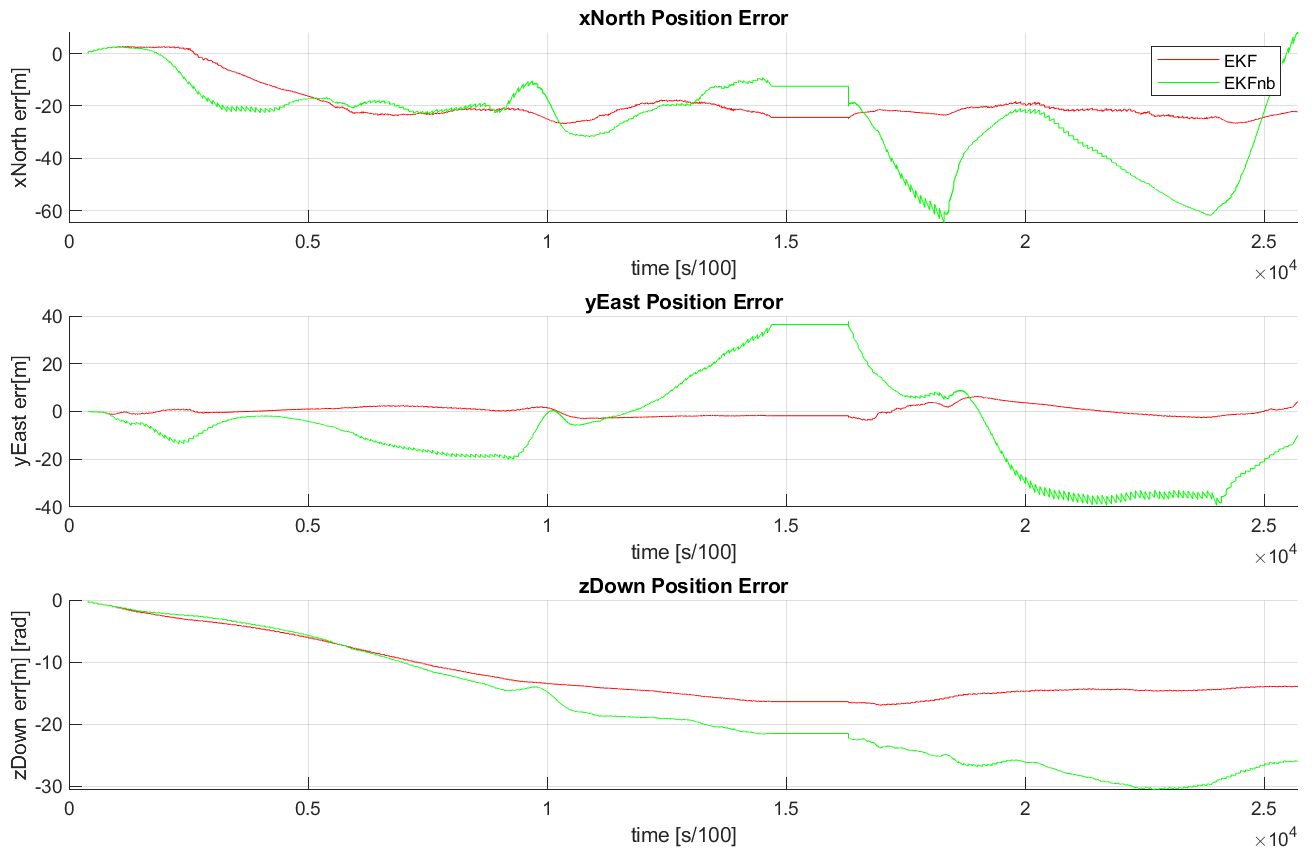 xNorth Position Error
xNorth err[m]
0
-20
-40
-60
EKF
EKFnb
0 0.5 1 1.5 2 2.5
time [s/100]
×10^4
yEast Position Error
yEast err[m]
40
20
0
-20
-40
0 0.5 1 1.5 2 2.5
time [s/100]
×10^4
zDown Position Error
zDown err[m] [rad]
0
-10
-20
-30
0 0.5 1 1.5 2 2.5
time [s/100]
×10^4